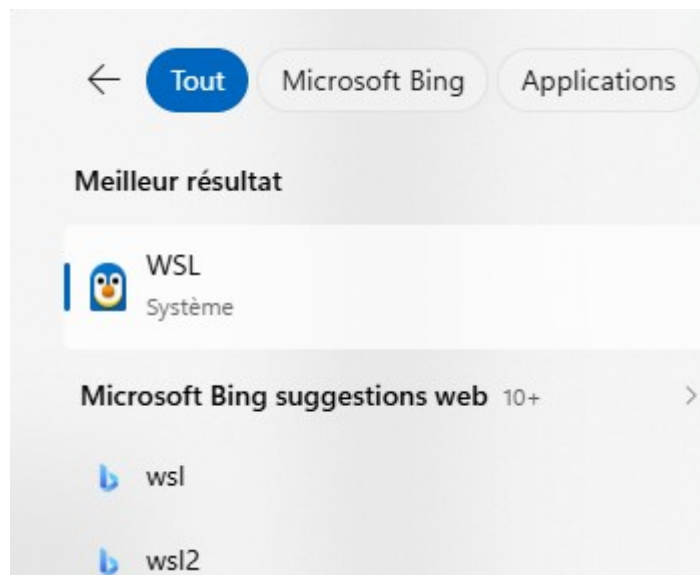 Tout Microsoft Bing Applications
Meilleur résultat
WSL
Système
Microsoft Bing suggestions web 10+
wsl
wsl2